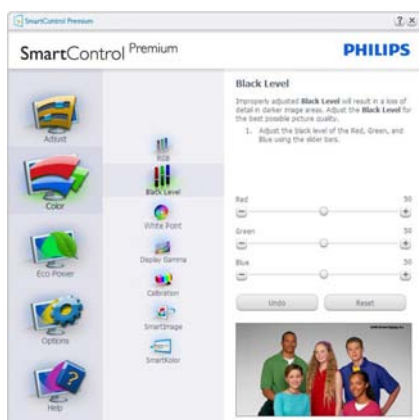 SmartControl Premium
SmartControl Premium
PHILIPS
Adjust
Color
Eco Power
Options
Help
RGB
Black Level
White Point
Display Gamma
Calibration
SmartImage
SmartKolor
Black Level
Improperly adjusted Black Level will result in a loss of
detail in darker image areas. Adjust the Black Level for
the best possible picture quality.
1. Adjust the black level of the Red, Green, and
Blue using the slider bars.
Red 50
Green 50
Blue 50
Undo Reset